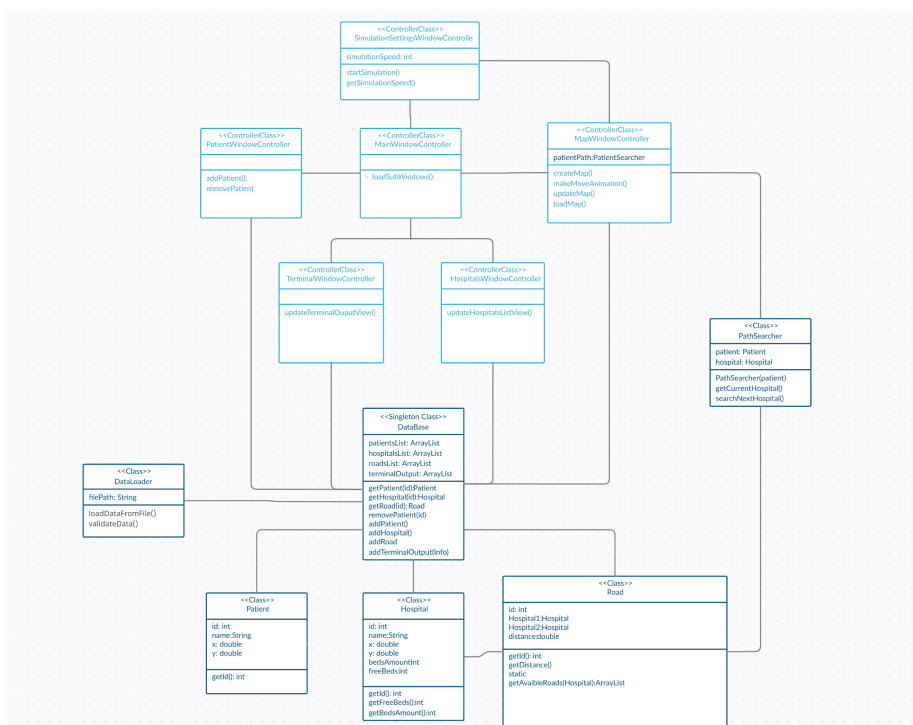 <<ControllerClass>>
SimulationSettingsWindowControlle
simulationSpeed: int
startSimulation()
getSimulationSpeed()
<<ControllerClass>>
PatientWindowController
addPatient():
removePatient
<<ControllerClass>>
MainWindowController
- loadSubWindows():
<<ControllerClass>>
MapWindowController
patientPath:PatientSearcher
createMap()
makeMoveAnimation()
updateMap()
loadMap()
<<ControllerClass>>
TerminalWindowController
updateTerminalOuputView()
<<ControllerClass>>
HospitalsWindowController
updateHospitalsListView()
<<Class>>
PathSearcher
patient: Patient
hospital: Hospital
PathSearcher(patient)
getCurrentHospital()
searchNextHospital()
<<Singleton Class>>
DataBase
patientsList: ArrayList
hospitalsList: ArrayList
roadsList: ArrayList
terminalOutput: ArrayList
getPatient(id):Patient
getHospital(id):Hospital
getRoad(id): Road
removePatient(id)
addPatient()
addHospital()
addRoad
addTerminalOutput(Info)
<<Class>>
DataLoader
filePath: String
loadDataFromFile()
validateData()
<<Class>>
Patient
id: int
name:String
x: double
y: double
getId(): int
<<Class>>
Hospital
id: int
name:String
x: double
y: double
bedsAmountint
freeBeds:int
getId(): int
getFreeBeds():int
getBedsAmount():int
<<Class>>
Road
id: int
Hospital1:Hospital
Hospital2:Hospital
distance:double
getId(): int
getDistance()
static
getAvaibleRoads(Hospital):ArrayList